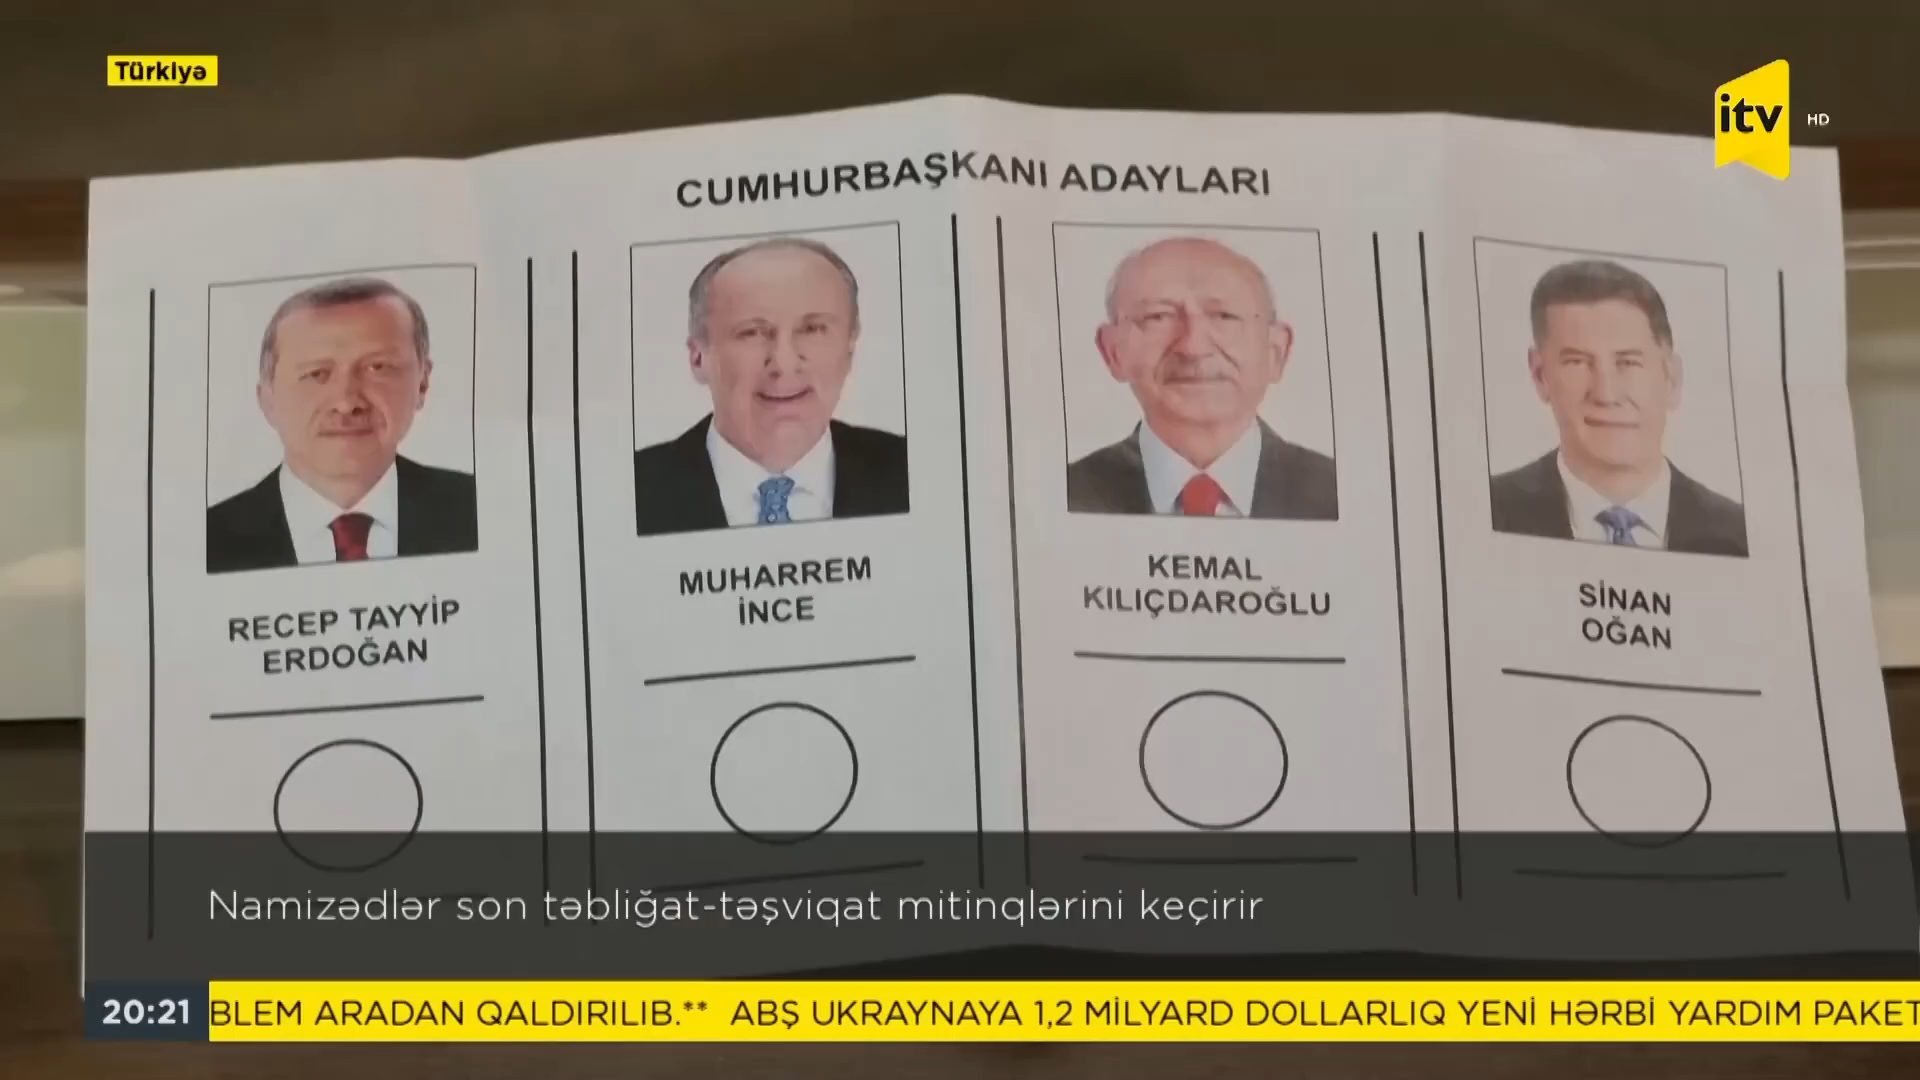 Türkiyə
itv HD
CUMHURBAŞKANI ADAYLARI
RECEP TAYYİP
ERDOĞAN
MUHARREM
İNCE
KEMAL
KILIÇDAROĞLU
SİNAN
OĞAN
Namizədlər son təbliğat-təşviqat mitinqlərini keçirir
20:21 BLEM ARADAN QALDIRILIB.** ABŞ UKRAYNAYA 1,2 MİLYARD DOLLARLIQ YENİ HƏRBİ YARDIM PAKET